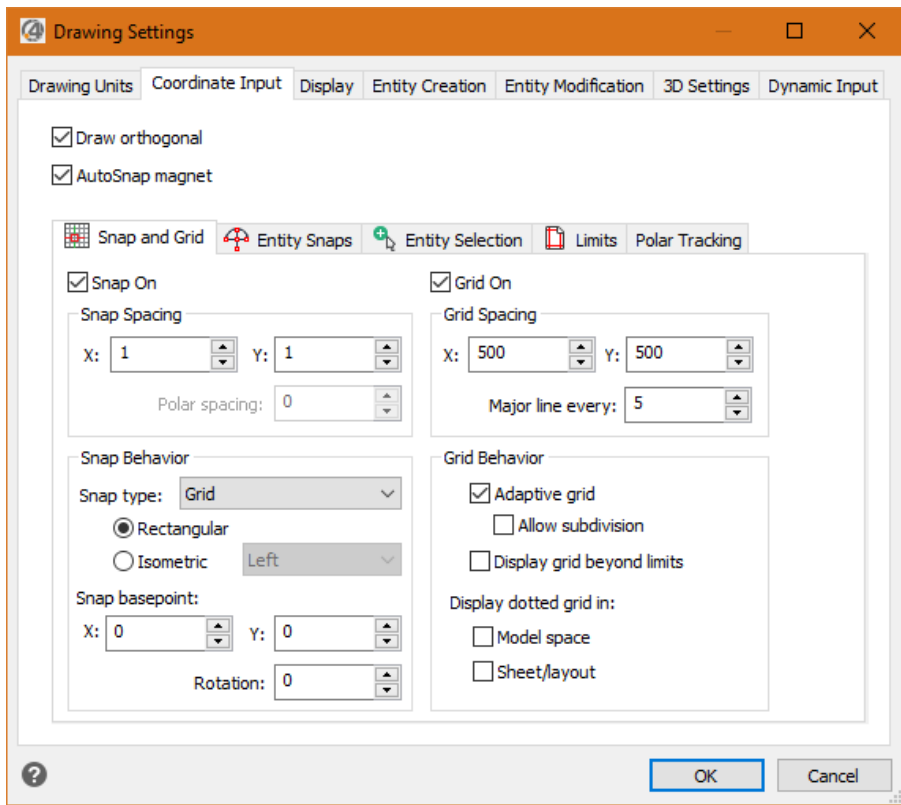 Drawing Settings
Drawing Units Coordinate Input Display Entity Creation Entity Modification 3D Settings Dynamic Input
Draw orthogonal
AutoSnap magnet
Snap and Grid Entity Snaps Entity Selection Limits Polar Tracking
Snap On Grid On
Snap Spacing Grid Spacing
X: 1 Y: 1 X: 500 Y: 500
Polar spacing: 0 Major line every: 5
Snap Behavior Grid Behavior
Snap type: Grid Adaptive grid
Rectangular Allow subdivision
Isometric Left Display grid beyond limits
Snap basepoint: Display dotted grid in:
X: 0 Y: 0 Model space
Rotation: 0 Sheet/layout
? OK Cancel